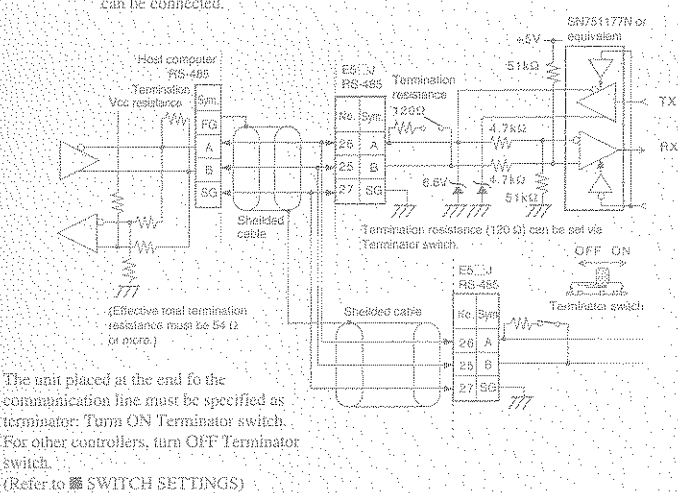 can be connected.
SN751177N or
equivalent
+5V
51kΩ
Host computer
RS-485
Termination
Vcc resistance
Sym.
FG
A
B
SG
Sheilded
cable
E5□J
RS-485
No. Sym.
26 A
25 B
27 SG
Termination
resistance
120Ω
4.7kΩ
4.7kΩ
6.8V
51kΩ
TX
RX
Termination resistance (120 Ω) can be set via
Terminator switch.
OFF ON
Terminator switch
(Effective total termination
resistance must be 54 Ω
or more.)
Sheilded cable
E5□J
RS-485
No. Sym
26 A
25 B
27 SG
The unit placed at the end fo the
communication line must be specified as
terminator: Turm ON Terminator switch.
For other controllers, turn OFF Terminator
switch.
(Refer to ■ SWITCH SETTINGS)